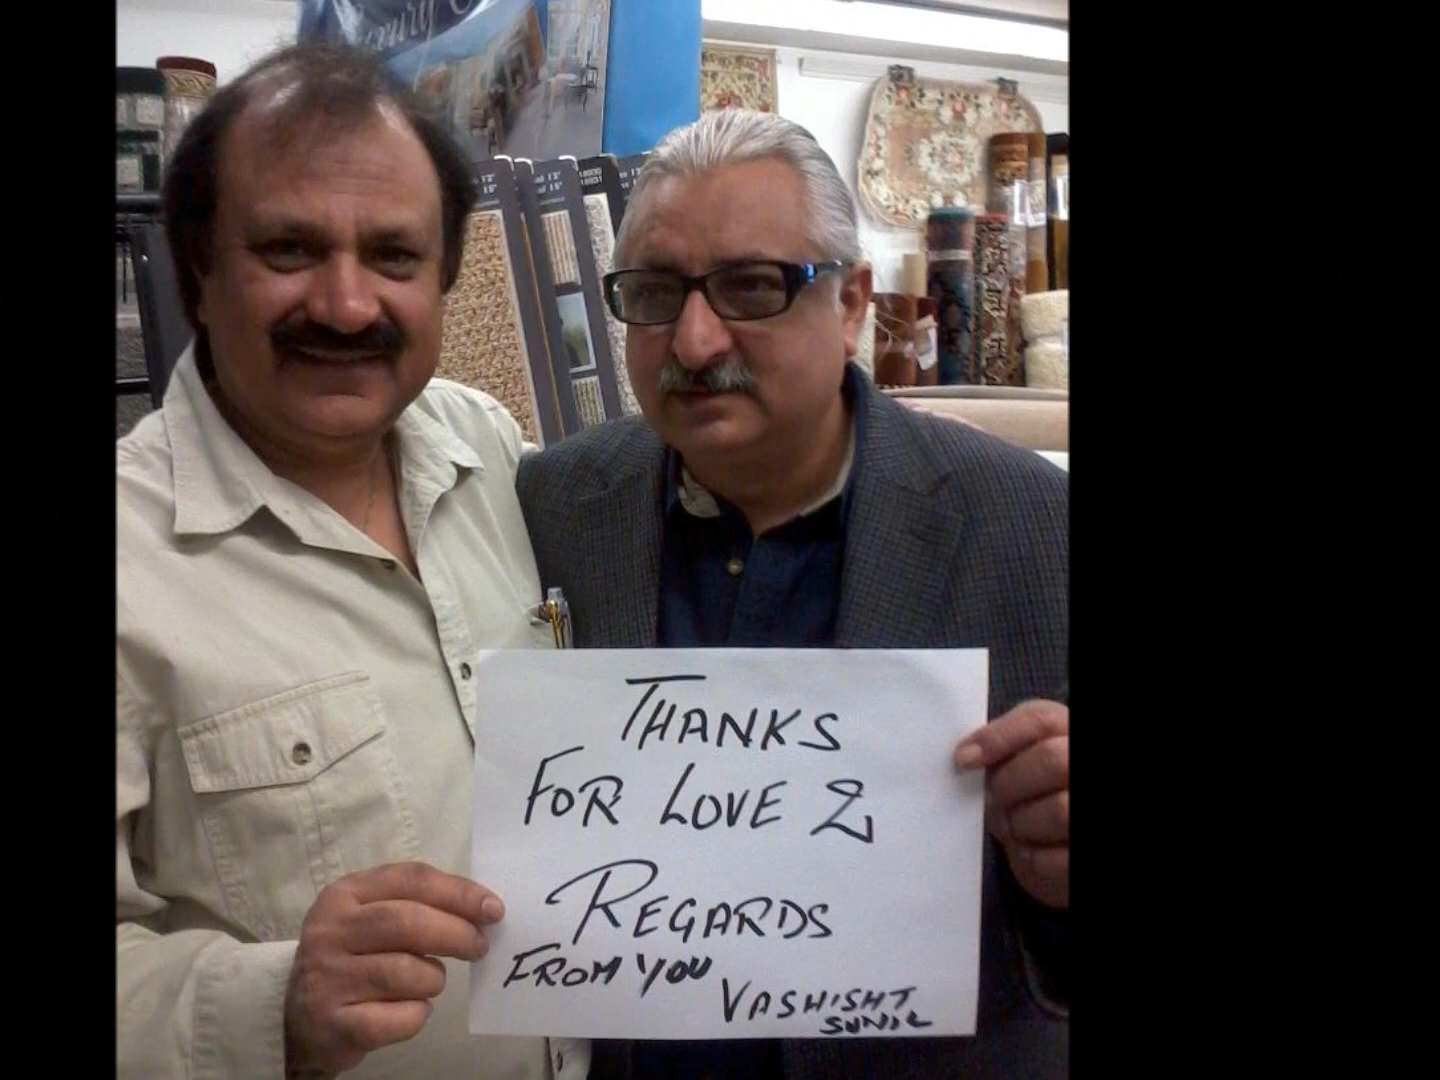 THANKS
FOR LOVE &
REGARDS
FROM YOU
VASHISHT
SUNIL